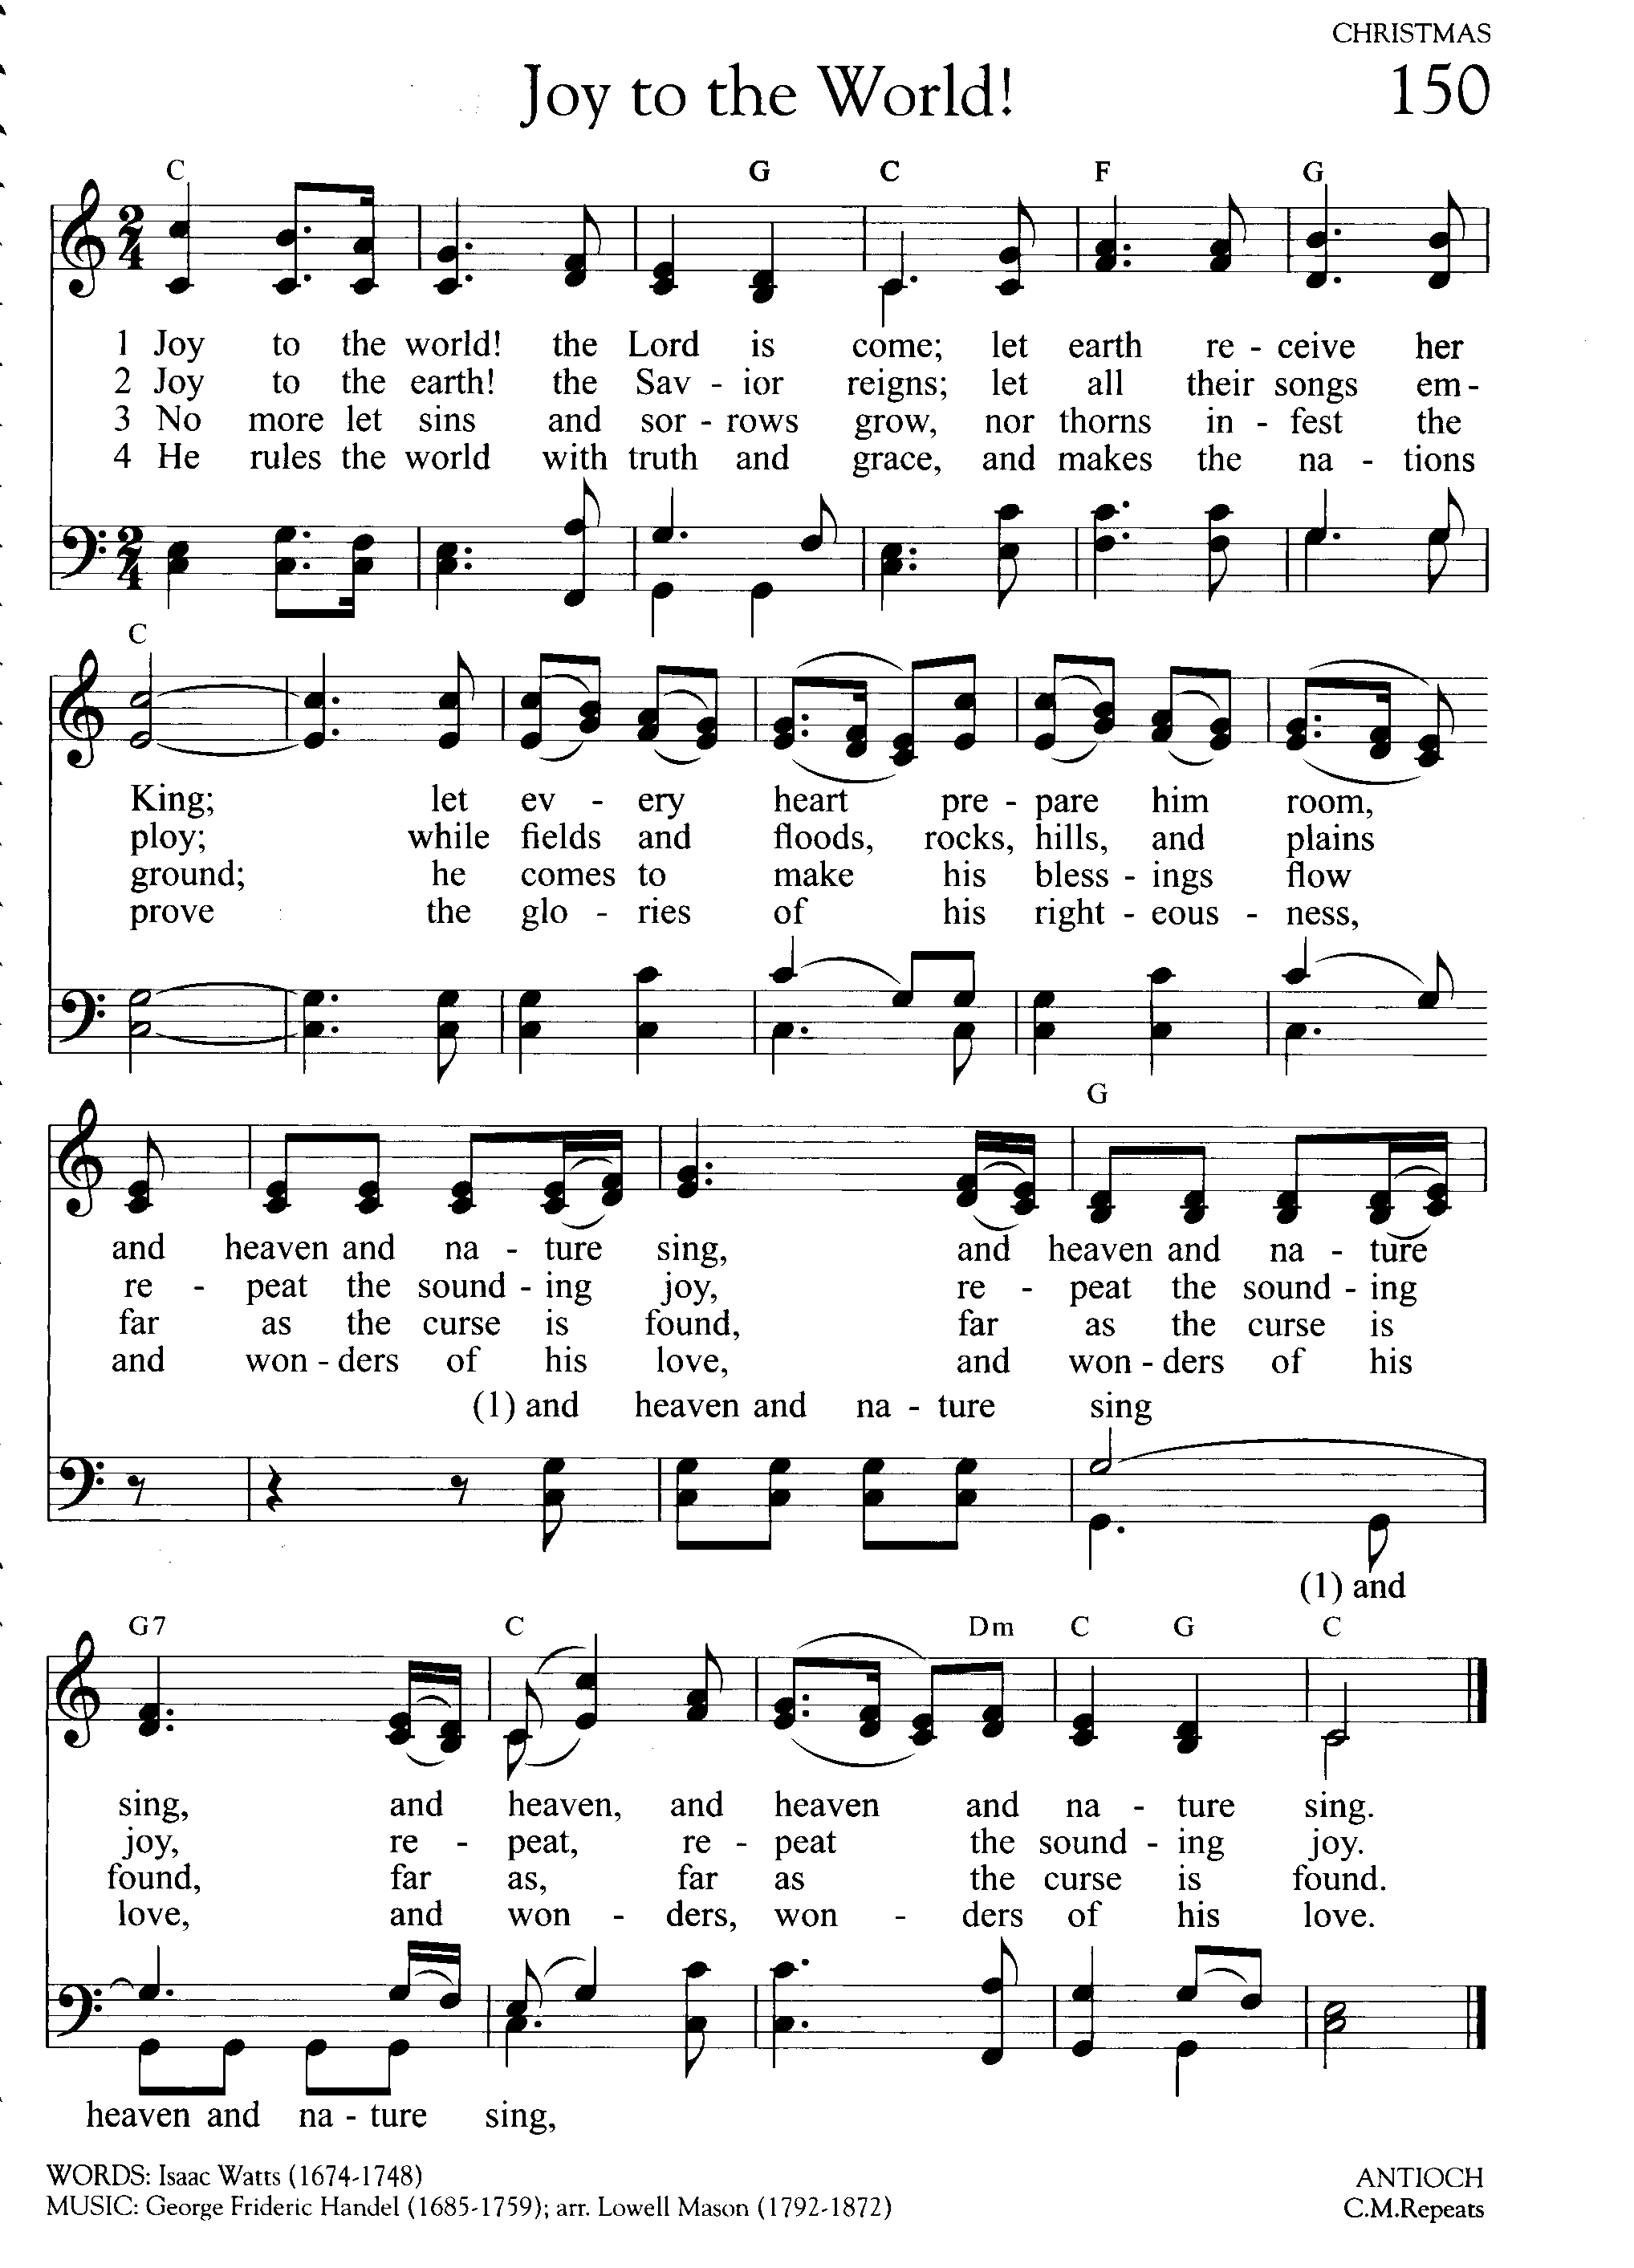 CHRISTMAS
Joy to the World! 150
C G C F G
1 Joy to the world! the Lord is come; let earth re - ceive her
2 Joy to the earth! the Sav - ior reigns; let all their songs em -
3 No more let sins and sor - rows grow, nor thorns in - fest the
4 He rules the world with truth and grace, and makes the na - tions
C
King; let ev - ery heart pre - pare him room,
ploy; while fields and floods, rocks, hills, and plains
ground; he comes to make his bless - ings flow
prove the glo - ries of his right - eous - ness,
G
and heaven and na - ture sing, and heaven and na - ture
re - peat the sound - ing joy, re - peat the sound - ing
far as the curse is found, far as the curse is
and won - ders of his love, and won - ders of his
(1) and heaven and na - ture sing
(1) and
G7 C Dm C G C
sing, and heaven, and heaven and na - ture sing.
joy, re - peat, re - peat the sound - ing joy.
found, far as, far as the curse is found.
love, and won - ders, won - ders of his love.
heaven and na - ture sing,
WORDS: Isaac Watts (1674-1748) ANTIOCH
MUSIC: George Frideric Handel (1685-1759); arr. Lowell Mason (1792-1872) C.M.Repeats